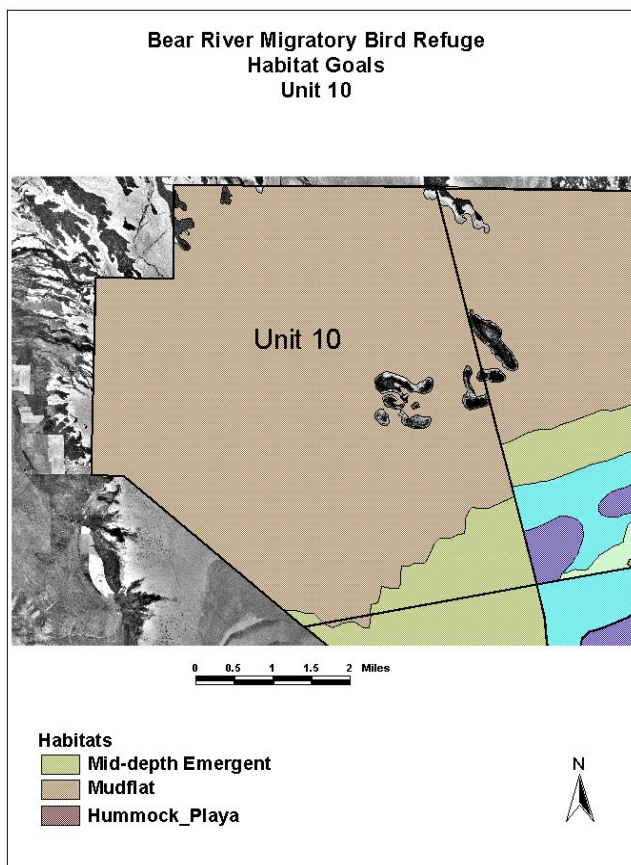 Bear River Migratory Bird Refuge
Habitat Goals
Unit 10
Unit 10
0 0.5 1 1.5 2 Miles
Habitats
Mid-depth Emergent
Mudflat
Hummock_Playa
N